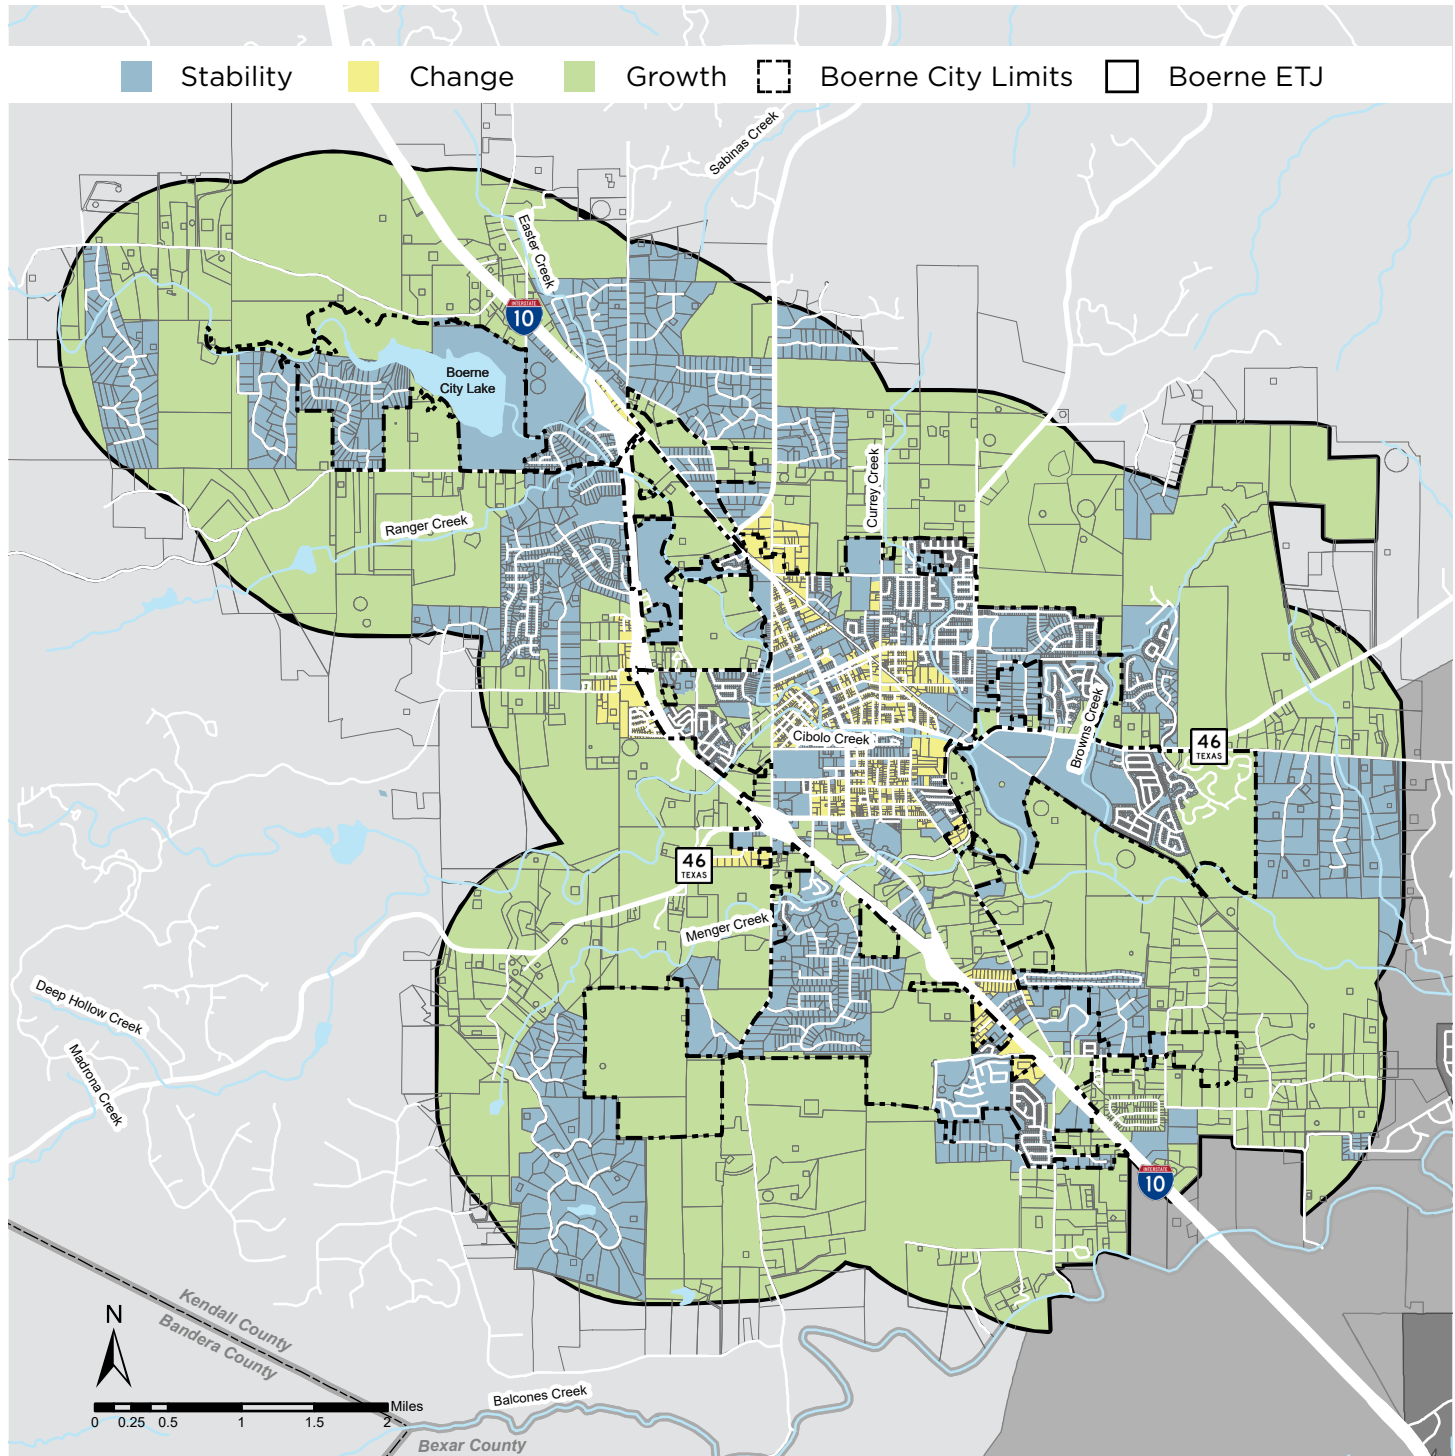 Stability Change Growth Boerne City Limits Boerne ETJ
Sabinas Creek
Easter Creek
INTERSTATE
10
Boerne
City Lake
Currey Creek
Ranger Creek
Browns Creek
Cibolo Creek
46
TEXAS
46
TEXAS
Menger Creek
Deep Hollow Creek
Madrona Creek
INTERSTATE
10
Kendall County
Bandera County
N
Miles
0 0.25 0.5 1 1.5 2
Balcones Creek
Bexar County